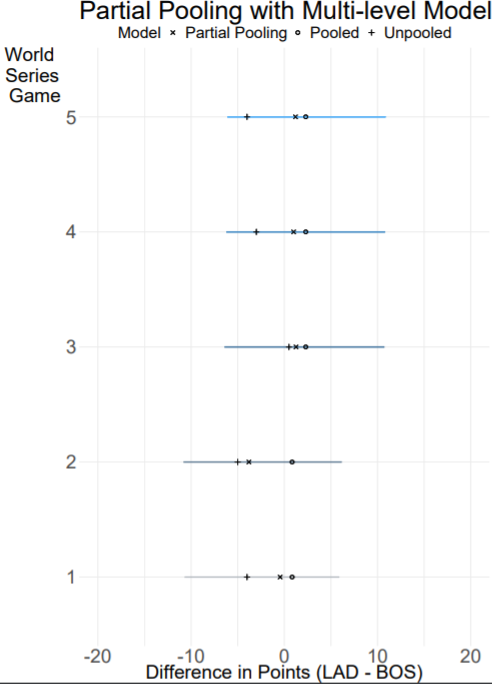 Partial Pooling with Multi-level Model
Model × Partial Pooling o Pooled + Unpooled
World
Series
Game
5
4
3
2
1
-20 -10 0 10 20
Difference in Points (LAD - BOS)